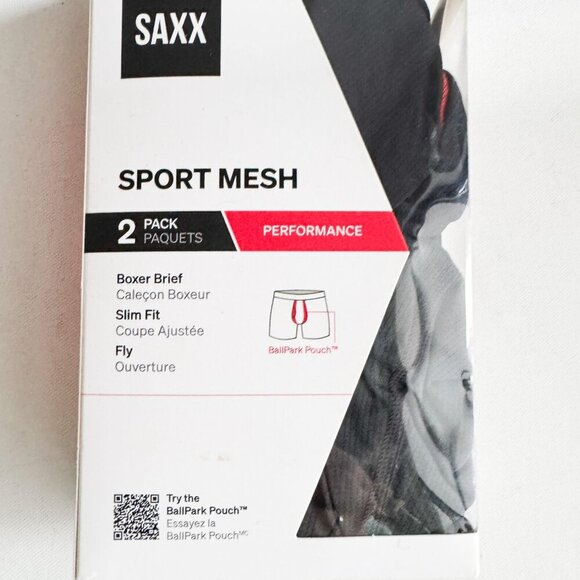 SAXX
SPORT MESH
2 PACK
PAQUETS
PERFORMANCE
Boxer Brief
Caleçon Boxeur
Slim Fit
Coupe Ajustée
Fly
Ouverture
BallPark Pouch™
Try the
BallPark Pouch™
Essayez la
BallPark Pouchᴹᶜ